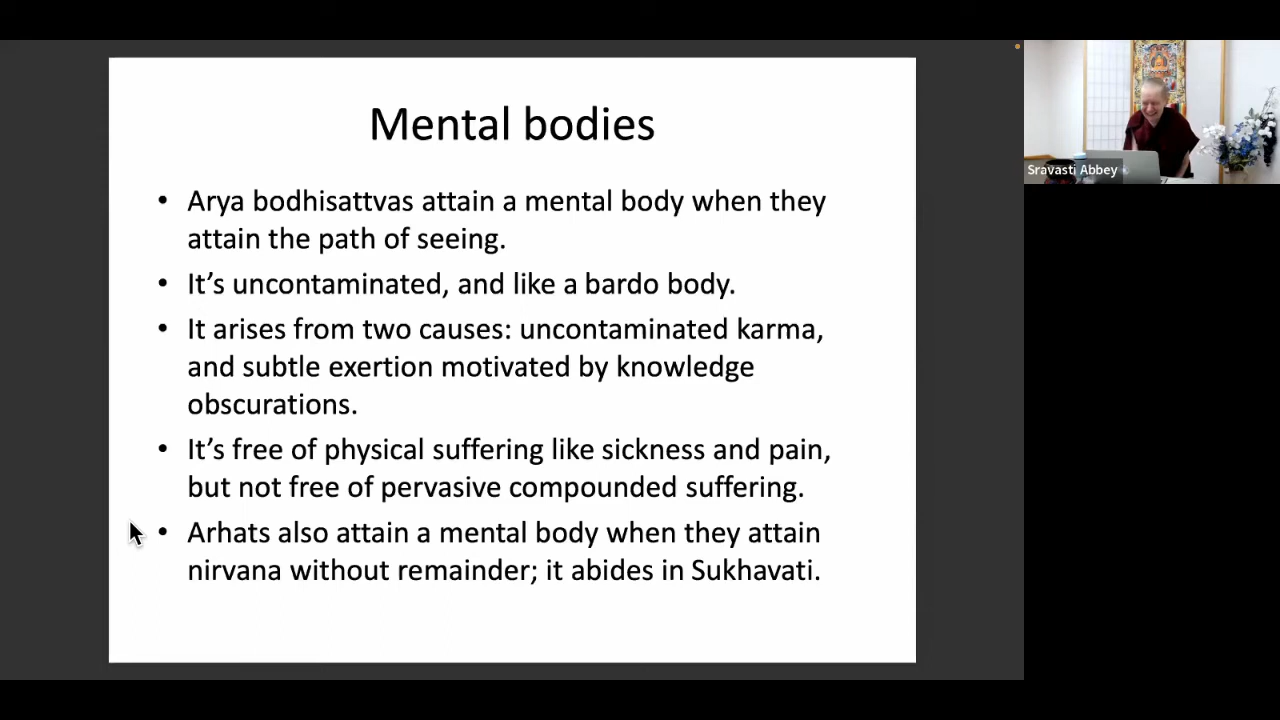 Mental bodies
• Arya bodhisattvas attain a mental body when they
attain the path of seeing.
• It’s uncontaminated, and like a bardo body.
• It arises from two causes: uncontaminated karma,
and subtle exertion motivated by knowledge
obscurations.
• It’s free of physical suffering like sickness and pain,
but not free of pervasive compounded suffering.
• Arhats also attain a mental body when they attain
nirvana without remainder; it abides in Sukhavati.
Sravasti Abbey